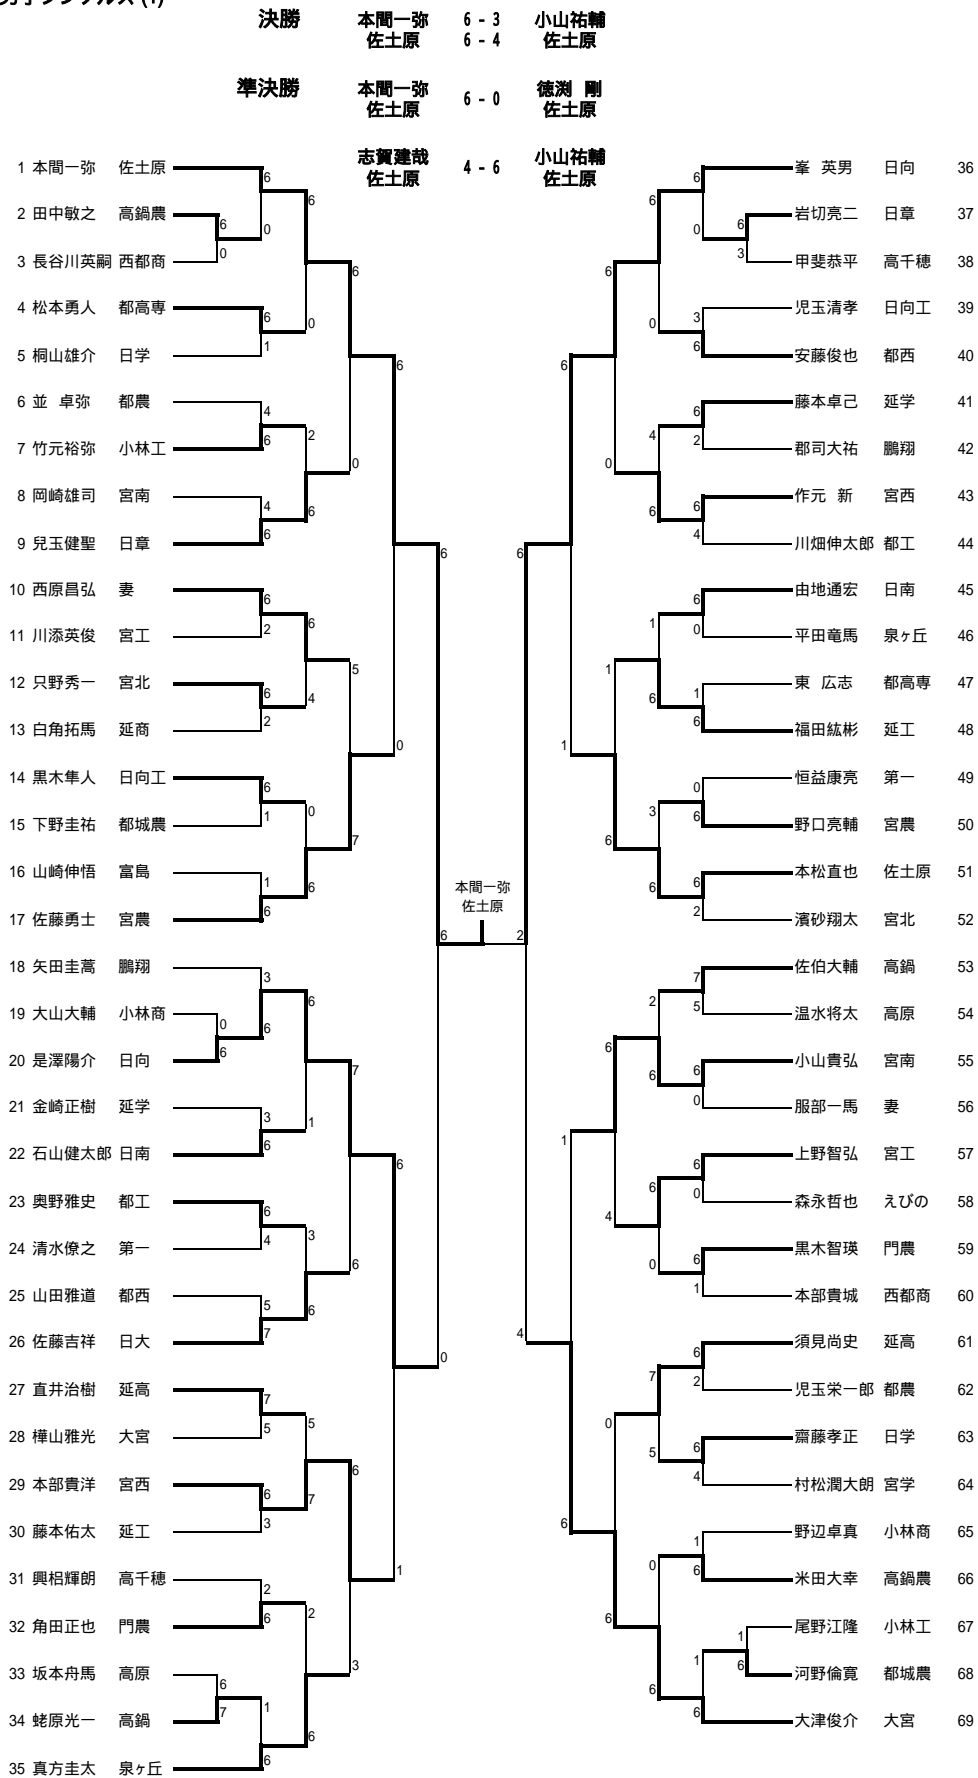 決勝 本間一弥 6 - 3 小山祐輔
佐土原 6 - 4 佐土原
準決勝 本間一弥 6 - 0 徳渕 剛
佐土原 佐土原
志賀建哉 4 - 6 小山祐輔
佐土原 佐土原
1 本間一弥 佐土原
2 田中敏之 高鍋農
3 長谷川英嗣 西都商
4 松本勇人 都高専
5 桐山雄介 日学
6 並 卓弥 都農
7 竹元裕弥 小林工
8 岡崎雄司 宮南
9 兒玉健聖 日章
10 西原昌弘 妻
11 川添英俊 宮工
12 只野秀一 宮北
13 白角拓馬 延商
14 黒木隼人 日向工
15 下野圭祐 都城農
16 山崎伸悟 富島
17 佐藤勇士 宮農
18 矢田圭蒿 鵬翔
19 大山大輔 小林商
20 是澤陽介 日向
21 金崎正樹 延学
22 石山健太郎 日南
23 奥野雅史 都工
24 清水僚之 第一
25 山田雅道 都西
26 佐藤吉祥 日大
27 直井治樹 延高
28 樺山雅光 大宮
29 本部貴洋 宮西
30 藤本佑太 延工
31 興梠輝朗 高千穂
32 角田正也 門農
33 坂本舟馬 高原
34 蛯原光一 高鍋
35 真方圭太 泉ヶ丘
本間一弥
佐土原
峯 英男 日向 36
岩切亮二 日章 37
甲斐恭平 高千穂 38
児玉清孝 日向工 39
安藤俊也 都西 40
藤本卓己 延学 41
郡司大祐 鵬翔 42
作元 新 宮西 43
川畑伸太郎 都工 44
由地通宏 日南 45
平田竜馬 泉ヶ丘 46
東 広志 都高専 47
福田紘彬 延工 48
恒益康亮 第一 49
野口亮輔 宮農 50
本松直也 佐土原 51
濱砂翔太 宮北 52
佐伯大輔 高鍋 53
温水将太 高原 54
小山貴弘 宮南 55
服部一馬 妻 56
上野智弘 宮工 57
森永哲也 えびの 58
黒木智瑛 門農 59
本部貴城 西都商 60
須見尚史 延高 61
児玉栄一郎 都農 62
齋藤孝正 日学 63
村松潤大朗 宮学 64
野辺卓真 小林商 65
米田大幸 高鍋農 66
尾野江隆 小林工 67
河野倫寛 都城農 68
大津俊介 大宮 69